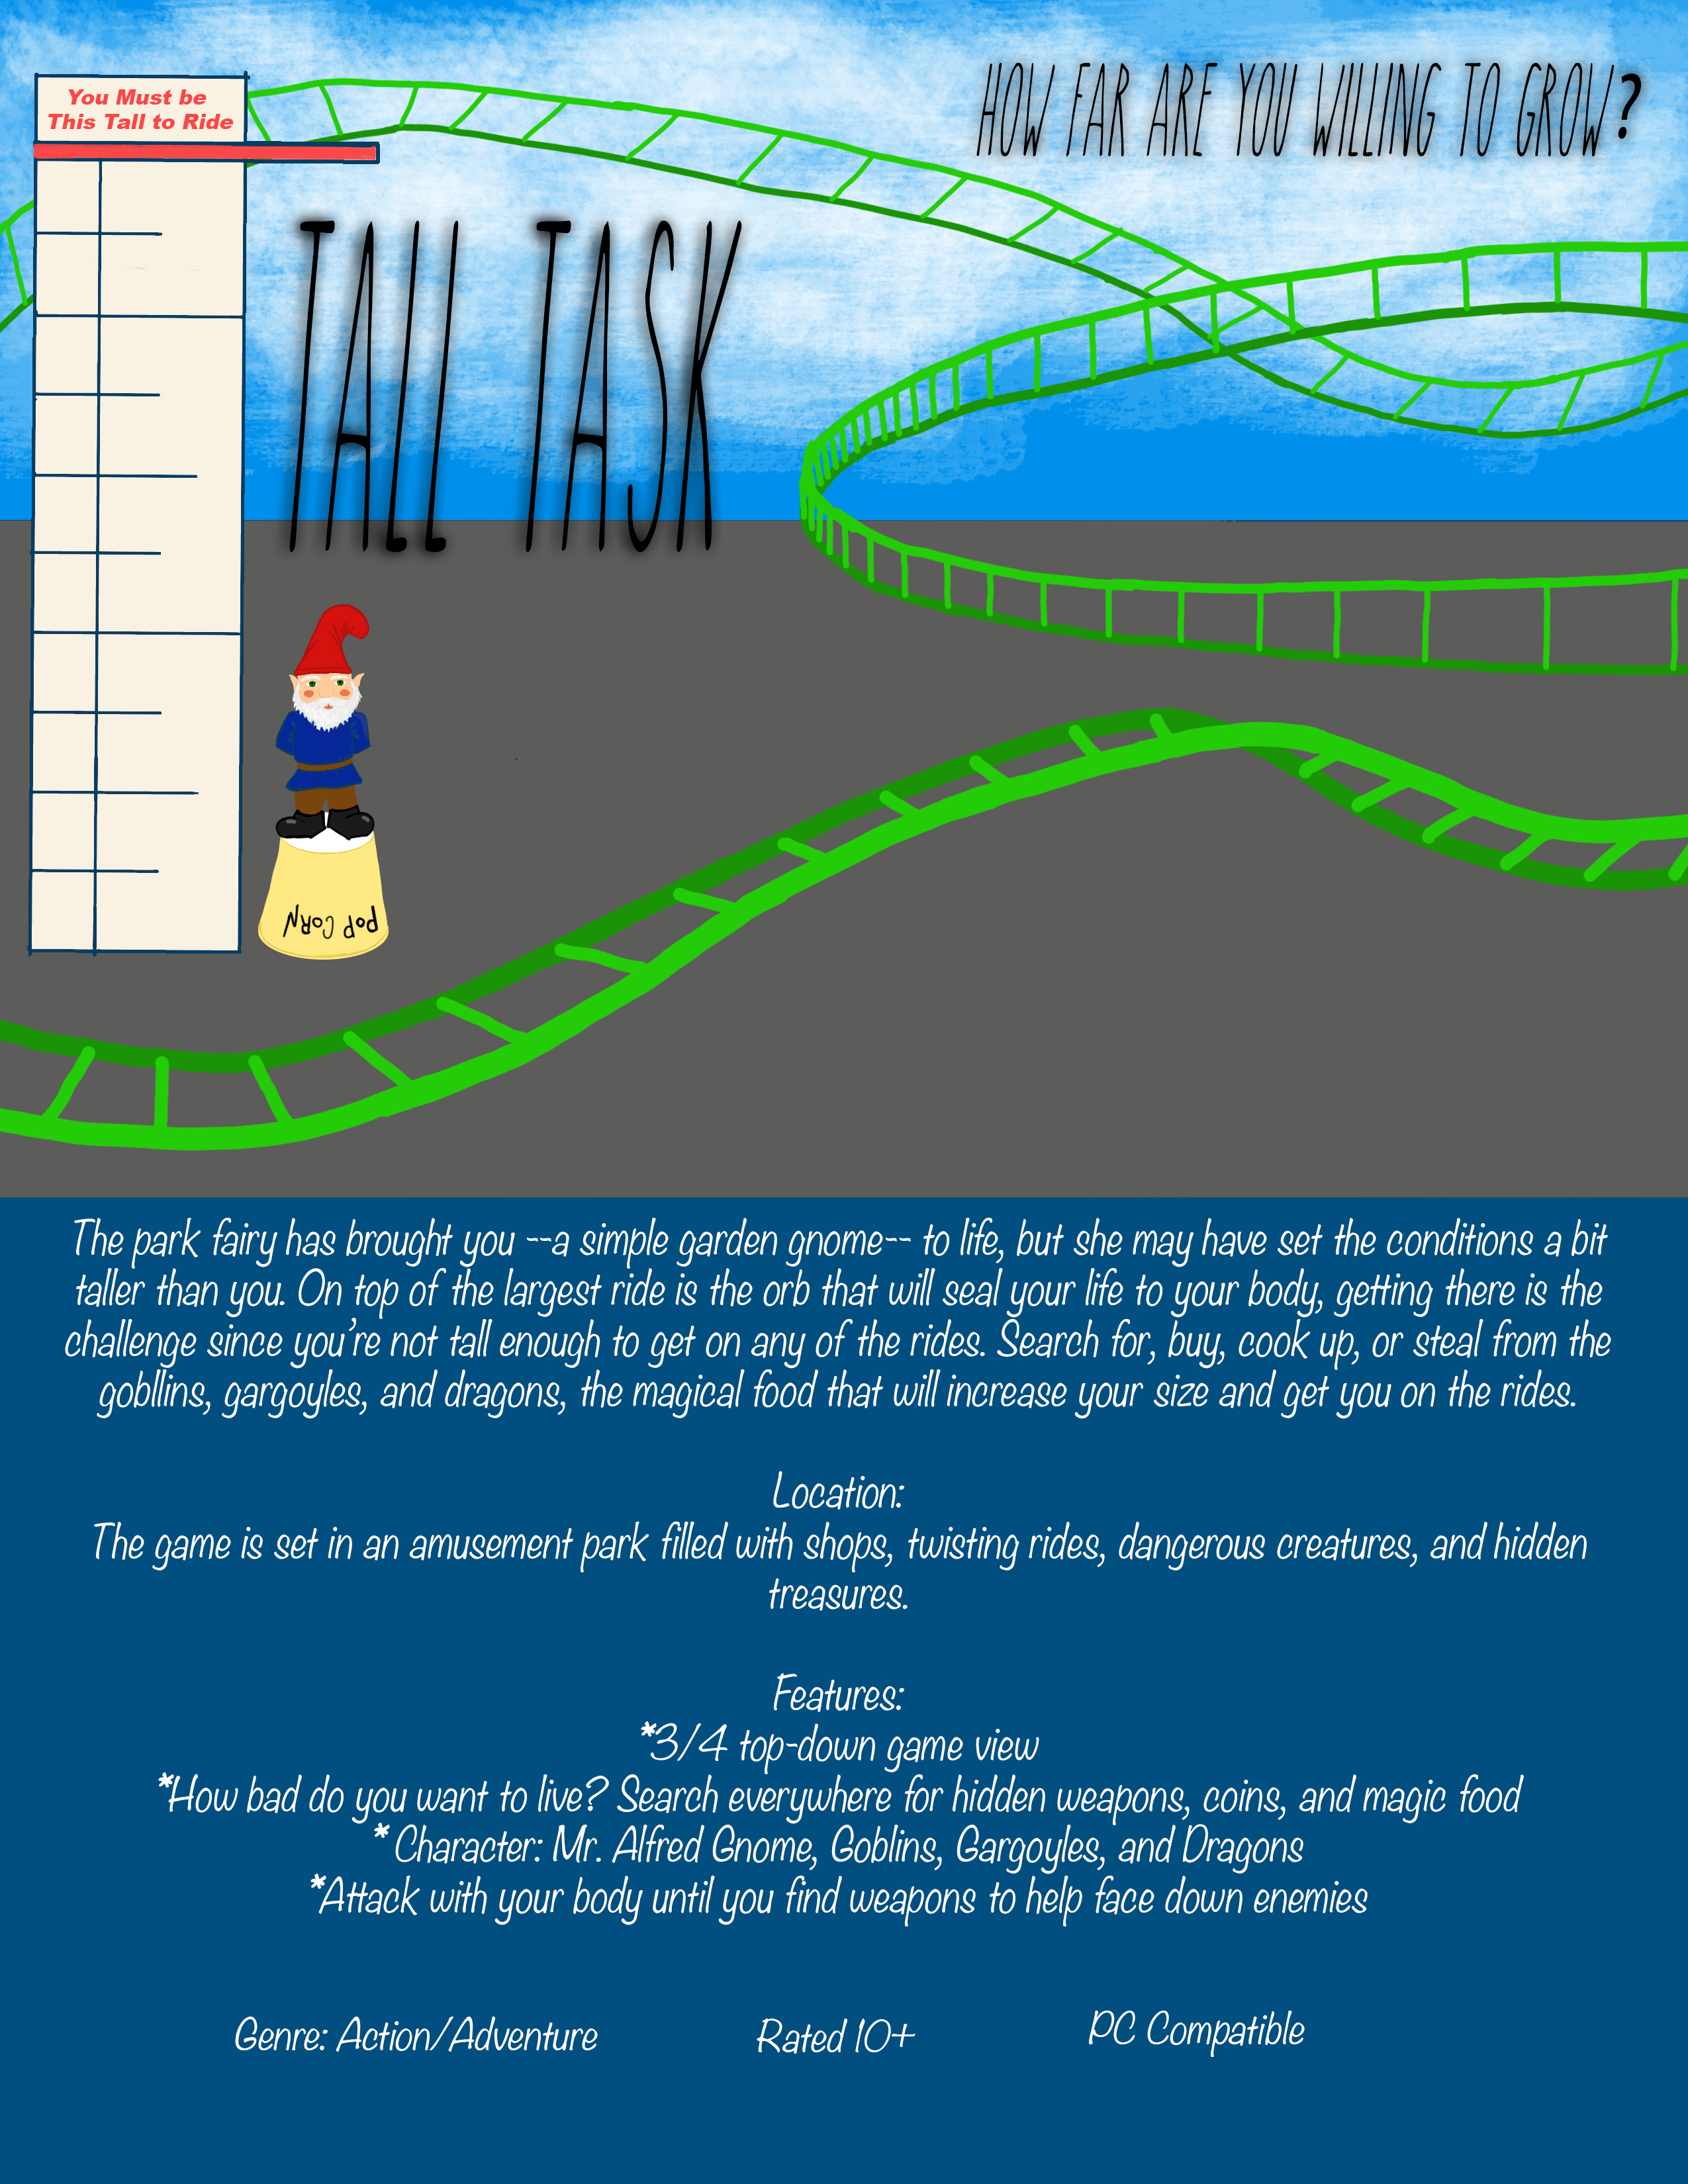 You Must be
This Tall to Ride
HOW FAR ARE YOU WILLING TO GROW?
TALL TASK
POP CORN
The park fairy has brought you --a simple garden gnome-- to life, but she may have set the conditions a bit
taller than you. On top of the largest ride is the orb that will seal your life to your body, getting there is the
challenge since you're not tall enough to get on any of the rides. Search for, buy, cook up, or steal from the
gobllins, gargoyles, and dragons, the magical food that will increase your size and get you on the rides.
Location:
The game is set in an amusement park filled with shops, twisting rides, dangerous creatures, and hidden
treasures.
Features:
*3/4 top-down game view
*How bad do you want to live? Search everywhere for hidden weapons, coins, and magic food
* Character: Mr. Alfred Gnome, Goblins, Gargoyles, and Dragons
*Attack with your body until you find weapons to help face down enemies
Genre: Action/Adventure
Rated 10+
PC Compatible